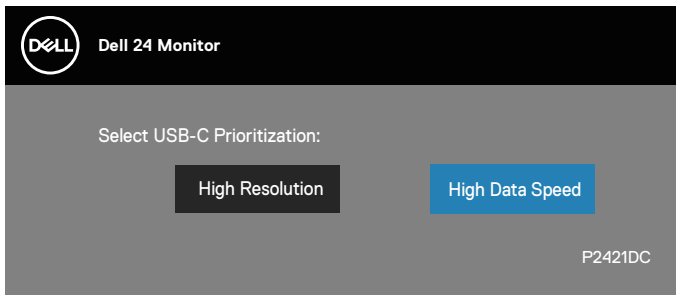 DELL Dell 24 Monitor
Select USB-C Prioritization:
High Resolution High Data Speed
P2421DC